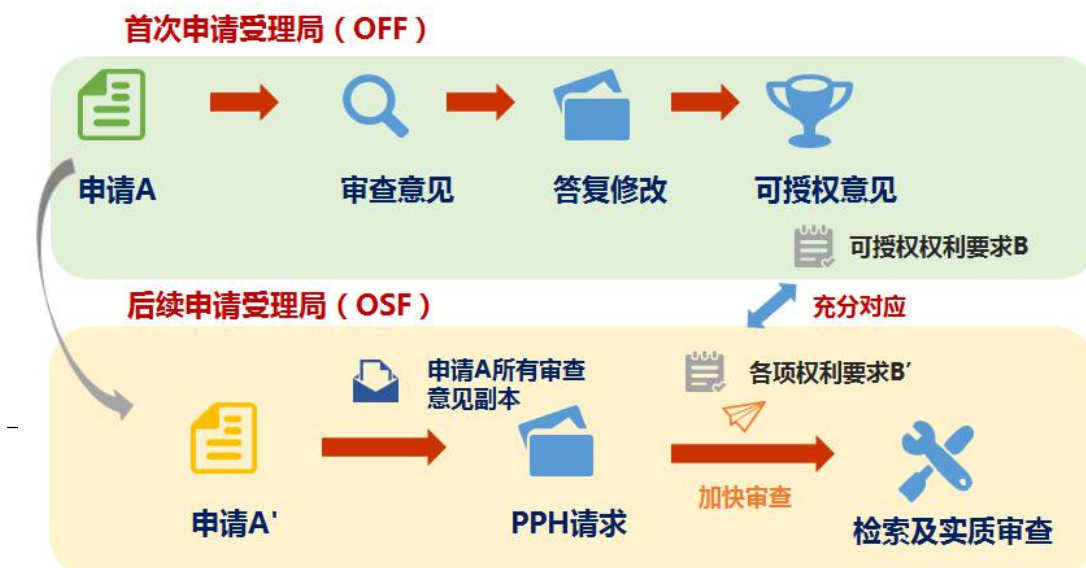 首次申请受理局（OFF）
申请A
审查意见
答复修改
可授权意见
可授权权利要求B
后续申请受理局（OSF）
充分对应
申请A所有审查
意见副本
各项权利要求B′
申请A'
PPH请求
加快审查
检索及实质审查